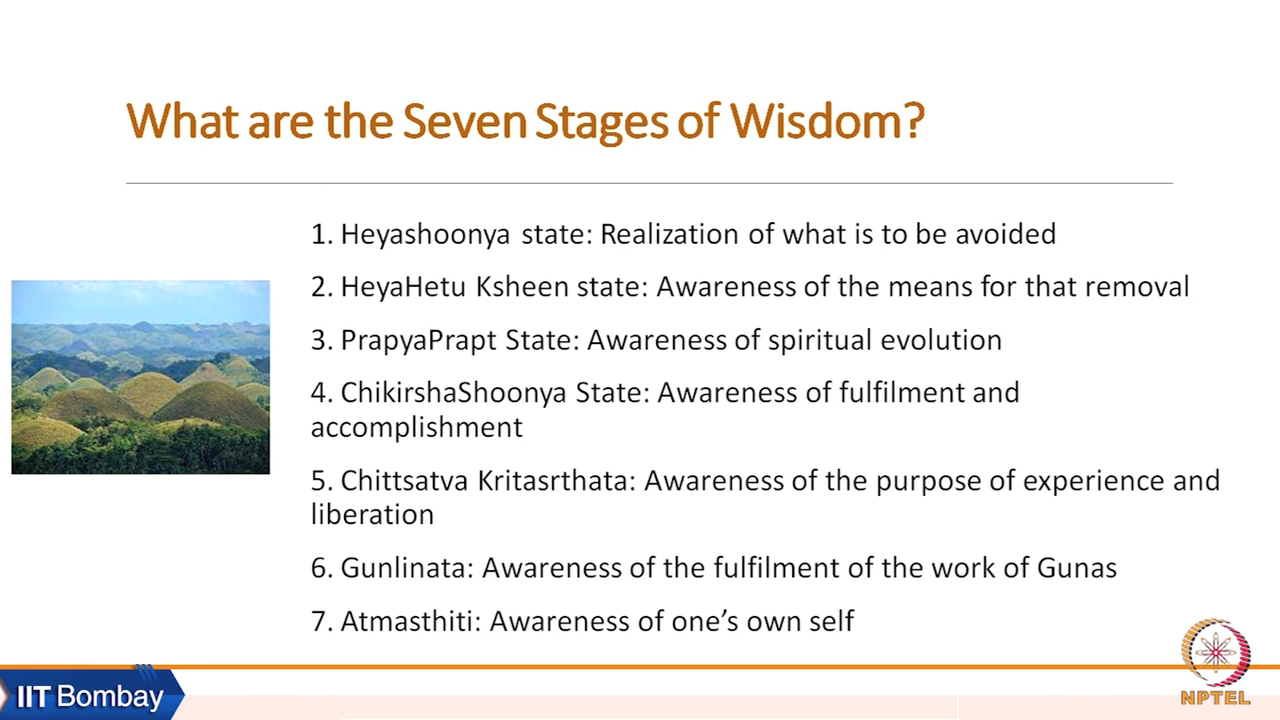 What are the Seven Stages of Wisdom?
1. Heyashoonya state: Realization of what is to be avoided
2. HeyaHetu Ksheen state: Awareness of the means for that removal
3. PrapyaPrapt State: Awareness of spiritual evolution
4. ChikirshaShoonya State: Awareness of fulfilment and
accomplishment
5. Chittsatva Kritasrthata: Awareness of the purpose of experience and
liberation
6. Gunlinata: Awareness of the fulfilment of the work of Gunas
7. Atmasthiti: Awareness of one’s own self
IIT Bombay
NPTEL